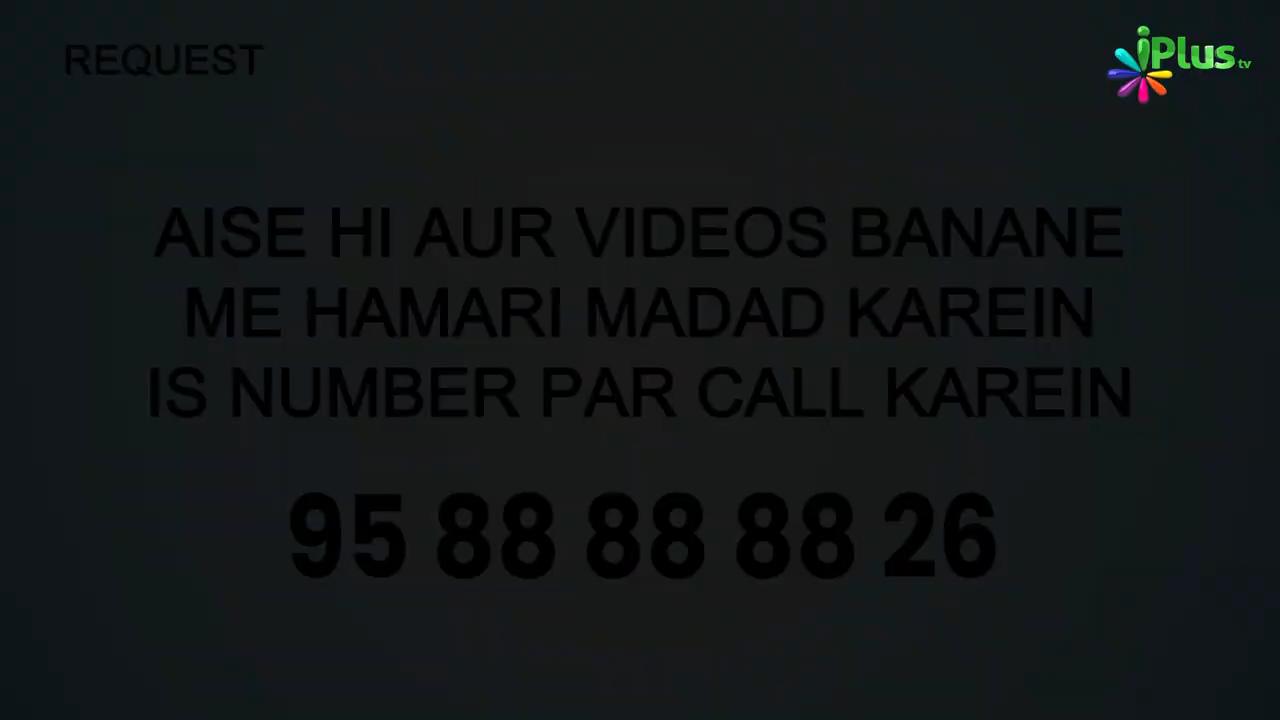 REQUEST
iPlus tv
AISE HI AUR VIDEOS BANANE
ME HAMARI MADAD KAREIN
IS NUMBER PAR CALL KAREIN
95 88 88 88 26